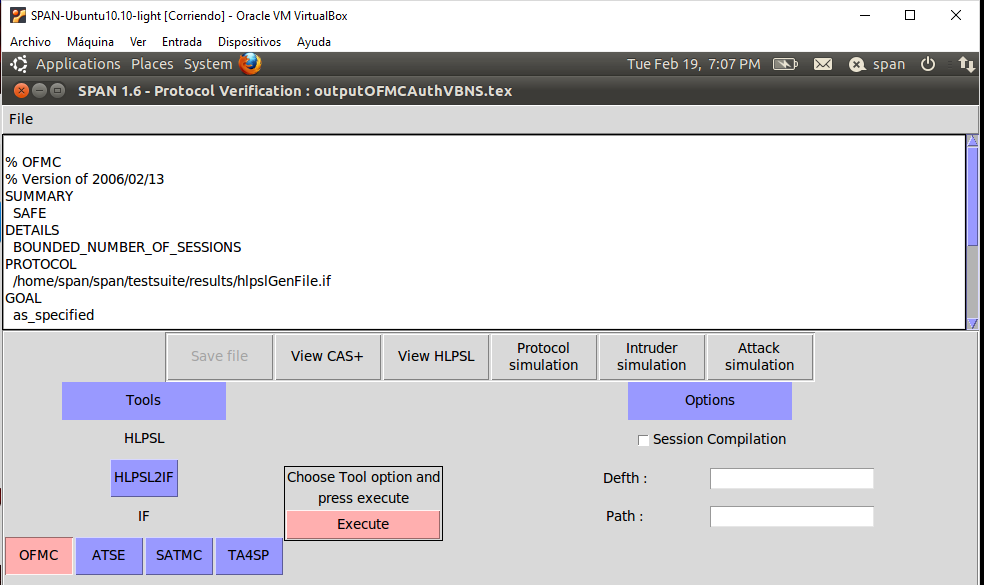 SPAN-Ubuntu10.10-light [Corriendo] - Oracle VM VirtualBox
Archivo Máquina Ver Entrada Dispositivos Ayuda
Applications Places System Tue Feb 19, 7:07 PM span
SPAN 1.6 - Protocol Verification : outputOFMCAuthVBNS.tex
File
% OFMC
% Version of 2006/02/13
SUMMARY
SAFE
DETAILS
BOUNDED_NUMBER_OF_SESSIONS
PROTOCOL
/home/span/span/testsuite/results/hlpslGenFile.if
GOAL
as_specified
Save file View CAS+ View HLPSL Protocol simulation Intruder simulation Attack simulation
Tools Options
HLPSL Session Compilation
HLPSL2IF Choose Tool option and Defth :
press execute
IF Execute Path :
OFMC ATSE SATMC TA4SP